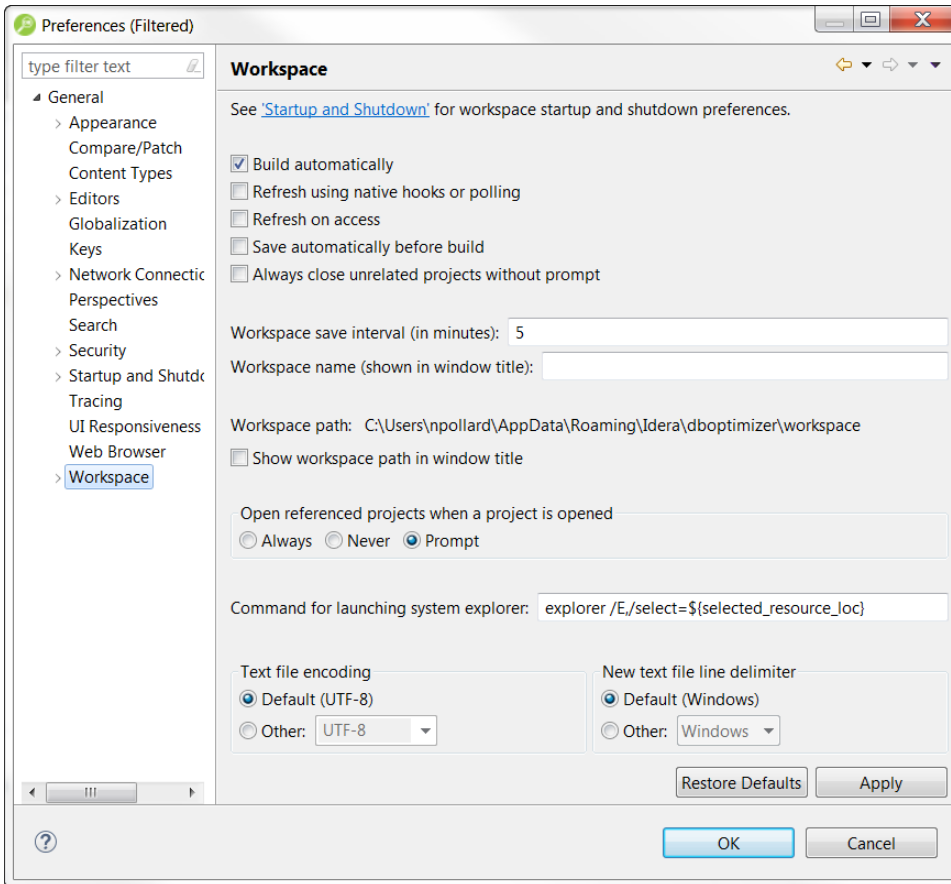 Preferences (Filtered)
type filter text
General
Appearance
Compare/Patch
Content Types
Editors
Globalization
Keys
Network Connectic
Perspectives
Search
Security
Startup and Shutdo
Tracing
UI Responsiveness
Web Browser
Workspace
Workspace
See 'Startup and Shutdown' for workspace startup and shutdown preferences.
Build automatically
Refresh using native hooks or polling
Refresh on access
Save automatically before build
Always close unrelated projects without prompt
Workspace save interval (in minutes): 5
Workspace name (shown in window title):
Workspace path: C:\Users\npollard\AppData\Roaming\Idera\dboptimizer\workspace
Show workspace path in window title
Open referenced projects when a project is opened
Always Never Prompt
Command for launching system explorer: explorer /E,/select=${selected_resource_loc}
Text file encoding
Default (UTF-8)
Other: UTF-8
New text file line delimiter
Default (Windows)
Other: Windows
Restore Defaults Apply
OK Cancel